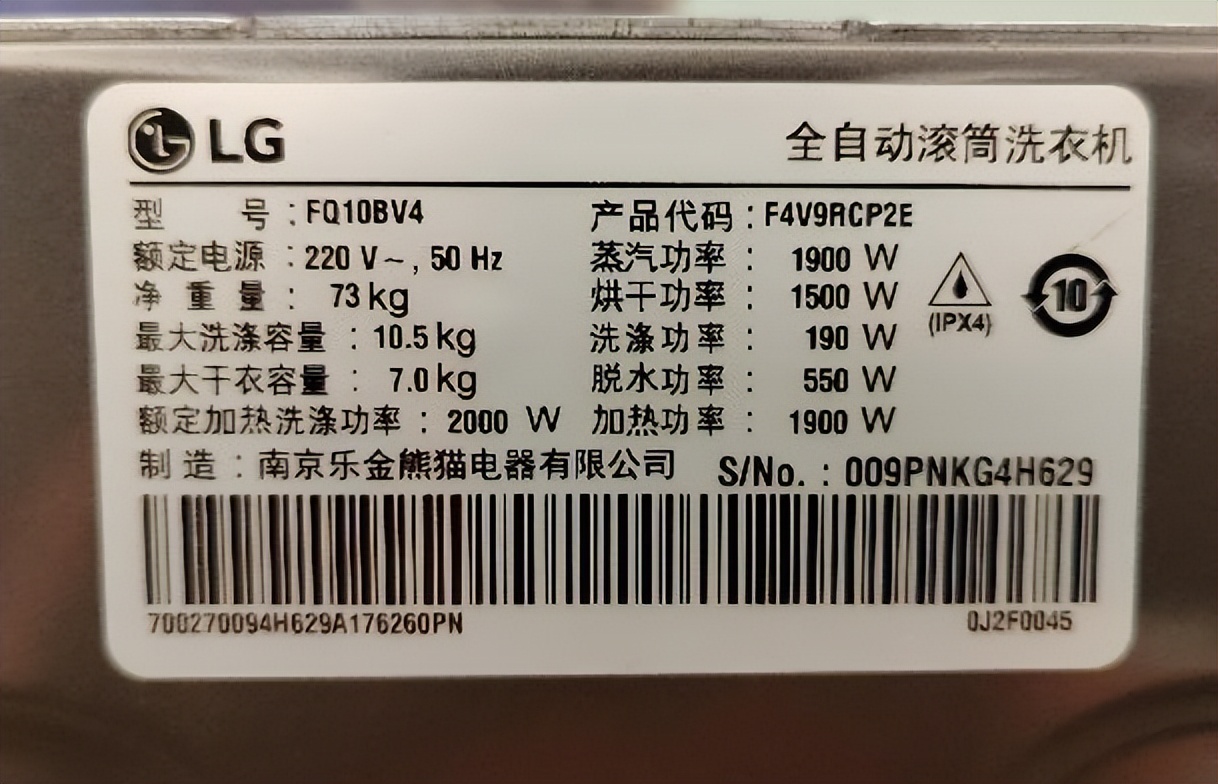 LG 全自动滚筒洗衣机
型 号：FQ10BV4 产品代码：F4V9RCP2E
额定电源：220 V～, 50 Hz 蒸汽功率：1900 W
净 重 量：73 kg 烘干功率：1500 W
(IPX4) 10
最大洗涤容量：10.5 kg 洗涤功率：190 W
最大干衣容量：7.0 kg 脱水功率：550 W
额定加热洗涤功率：2000 W 加热功率：1900 W
制 造：南京乐金熊猫电器有限公司 S/No.：009PNKG4H629
700270094H629A176260PN 0J2F0045